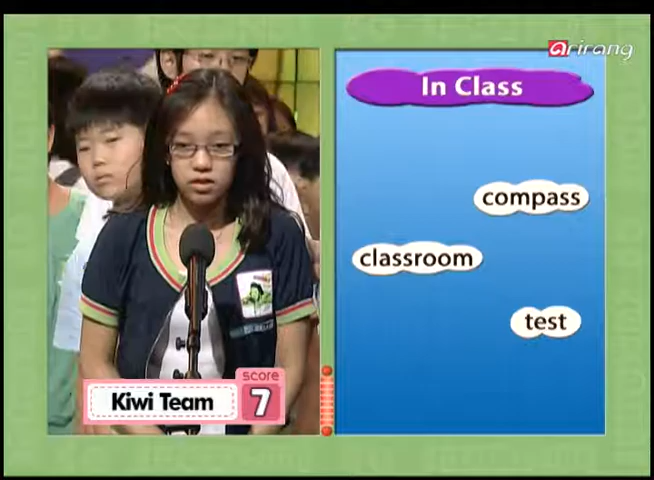 arirang
In Class
compass
classroom
test
score
Kiwi Team
7